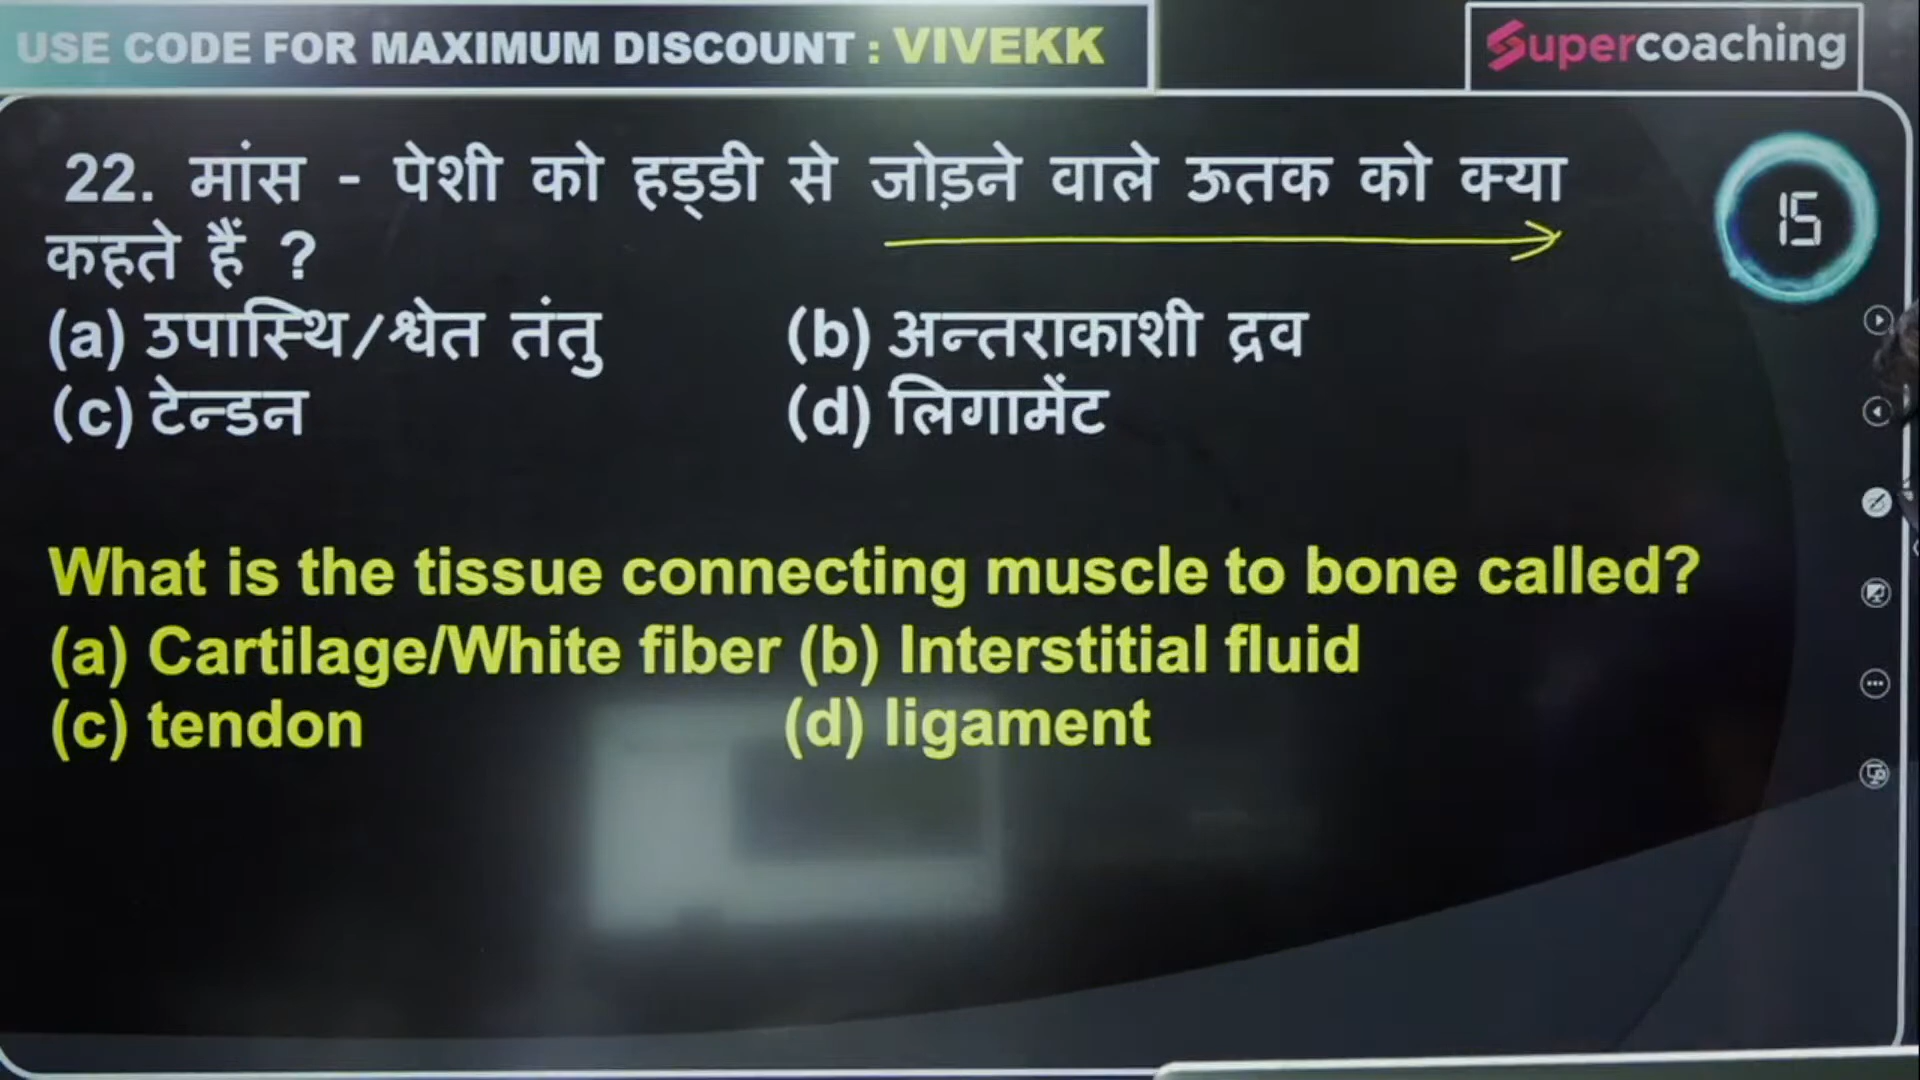 USE CODE FOR MAXIMUM DISCOUNT : VIVEKK
Supercoaching
22. मांस - पेशी को हड्डी से जोड़ने वाले ऊतक को क्या
कहते हैं ?
15
(a) उपास्थि/श्वेत तंतु (b) अन्तराकाशी द्रव
(c) टेन्डन (d) लिगामेंट
What is the tissue connecting muscle to bone called?
(a) Cartilage/White fiber (b) Interstitial fluid
(c) tendon (d) ligament